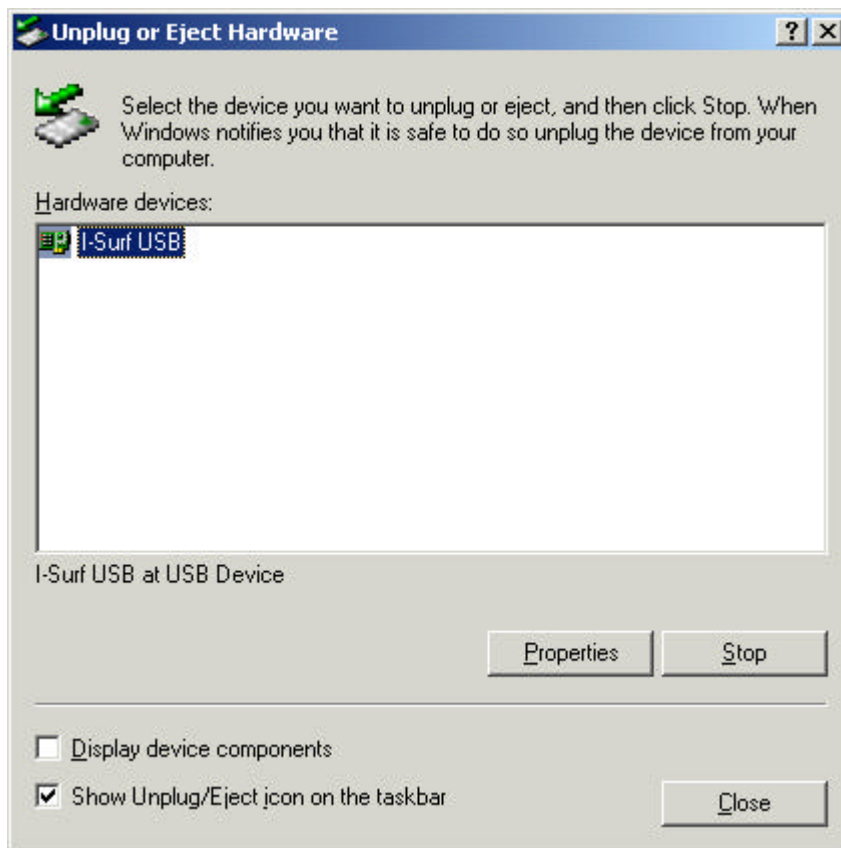 Unplug or Eject Hardware
Select the device you want to unplug or eject, and then click Stop. When
Windows notifies you that it is safe to do so unplug the device from your
computer.
Hardware devices:
I-Surf USB
I-Surf USB at USB Device
Properties
Stop
Display device components
Show Unplug/Eject icon on the taskbar
Close